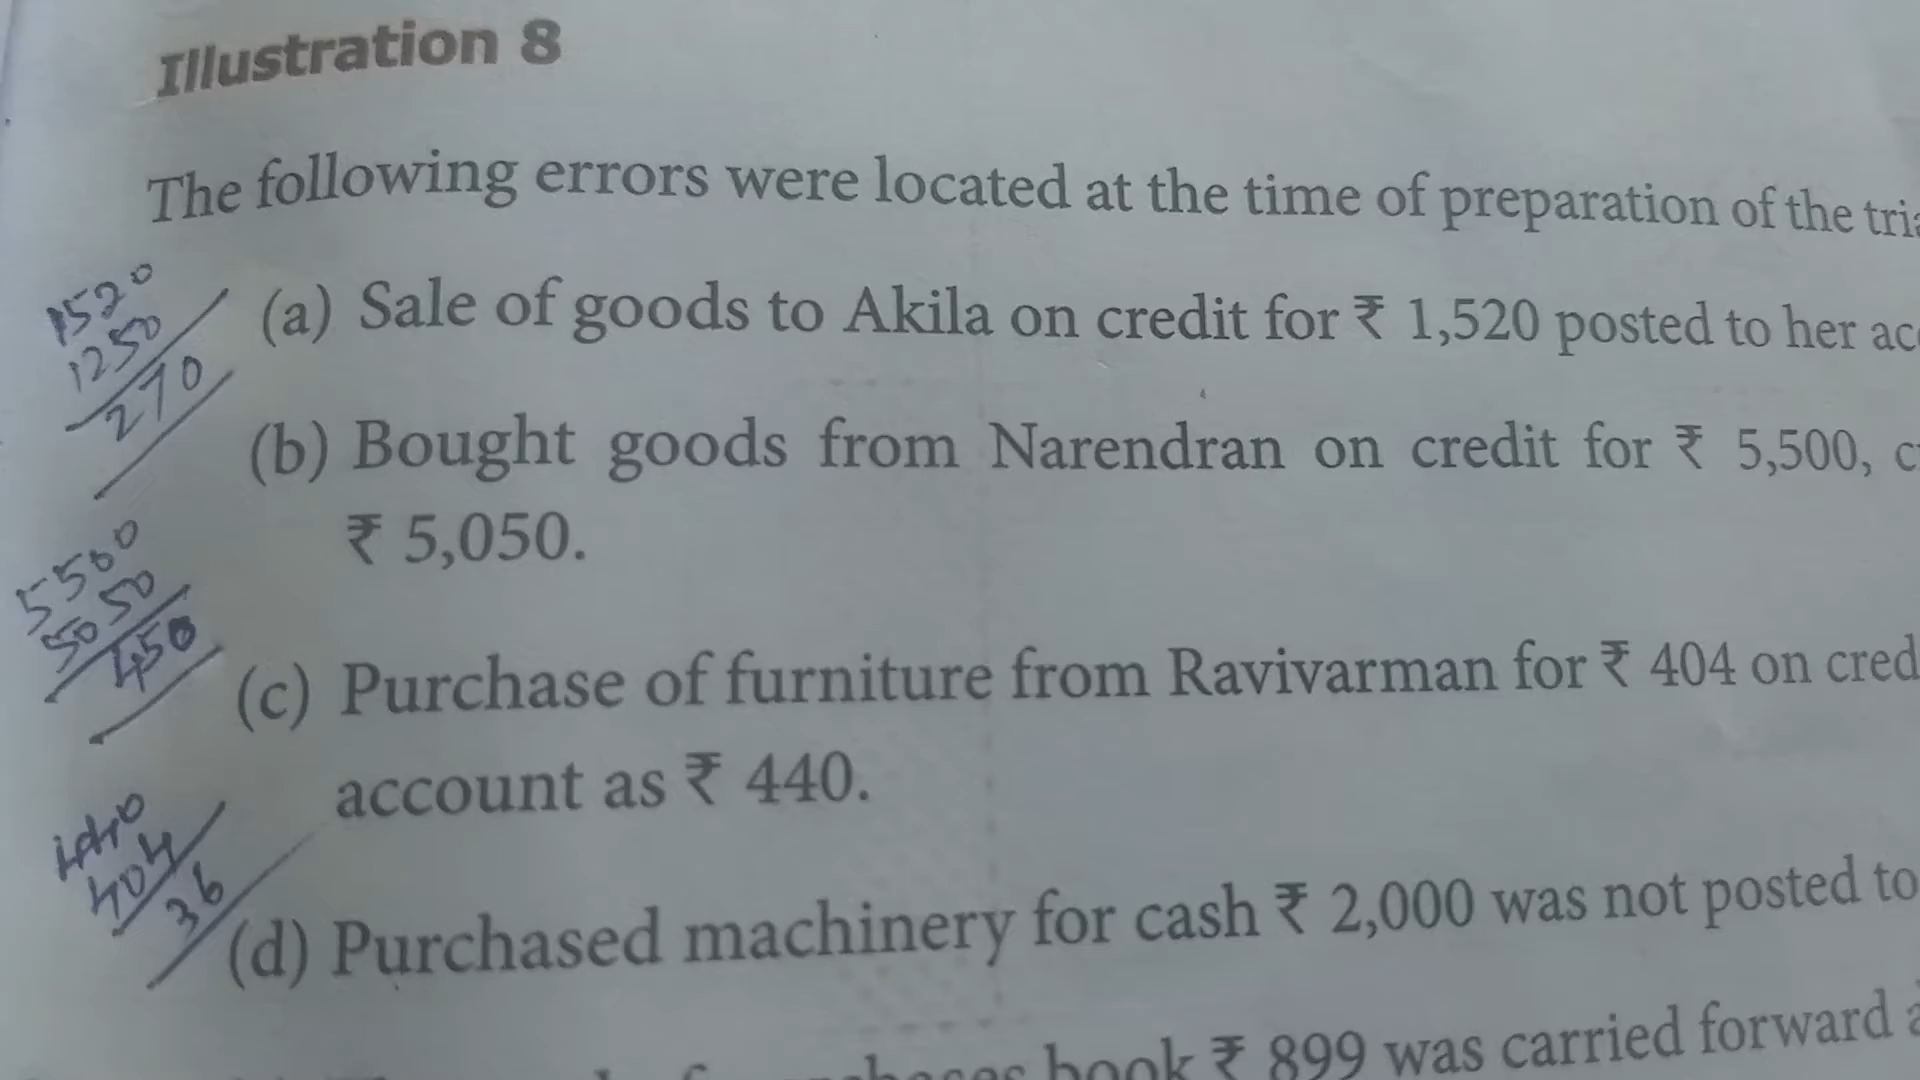 Illustration 8
The following errors were located at the time of preparation of the
1520
1250
270
(a) Sale of goods to Akila on credit for ₹ 1,520 posted to her
(b) Bought goods from Narendran on credit for ₹ 5,500,
₹ 5,050.
5500
5050
450
(c) Purchase of furniture from Ravivarman for ₹ 404 on
account as ₹ 440.
440
404
36
(d) Purchased machinery for cash ₹ 2,000 was not posted to
book ₹ 899 was carried forward